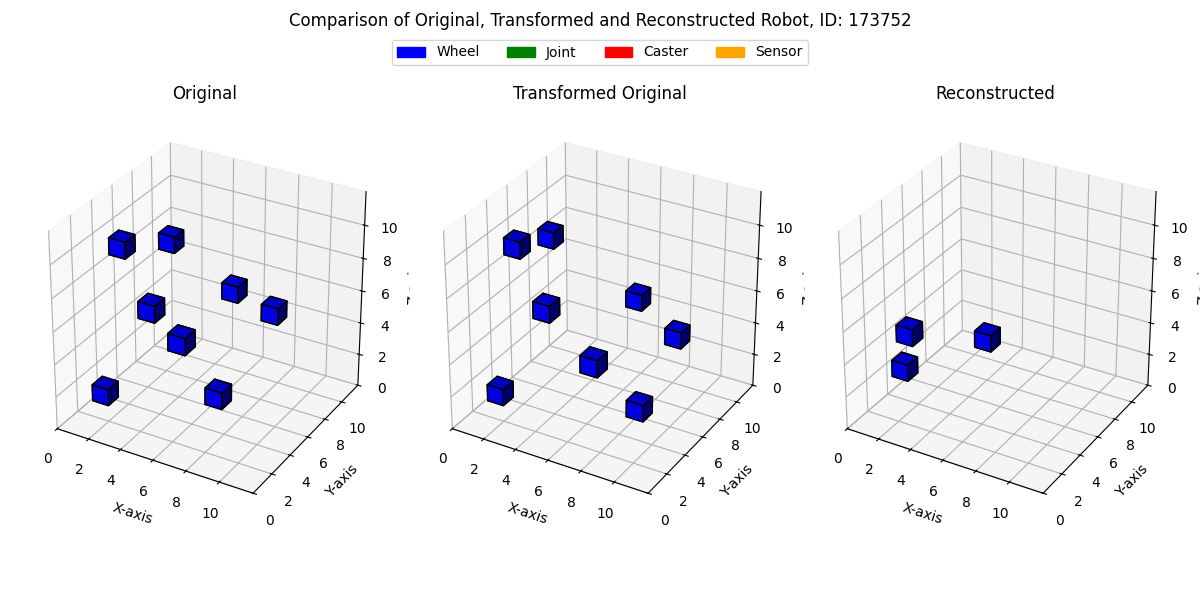 Comparison of Original, Transformed and Reconstructed Robot, ID: 173752
Wheel Joint Caster Sensor
Original
Transformed Original
Reconstructed
0 2 4 6 8 10
X-axis
0 2 4 6 8 10
Y-axis
0 2 4 6 8 10
0 2 4 6 8 10
X-axis
0 2 4 6 8 10
Y-axis
0 2 4 6 8 10
0 2 4 6 8 10
X-axis
0 2 4 6 8 10
Y-axis
0 2 4 6 8 10